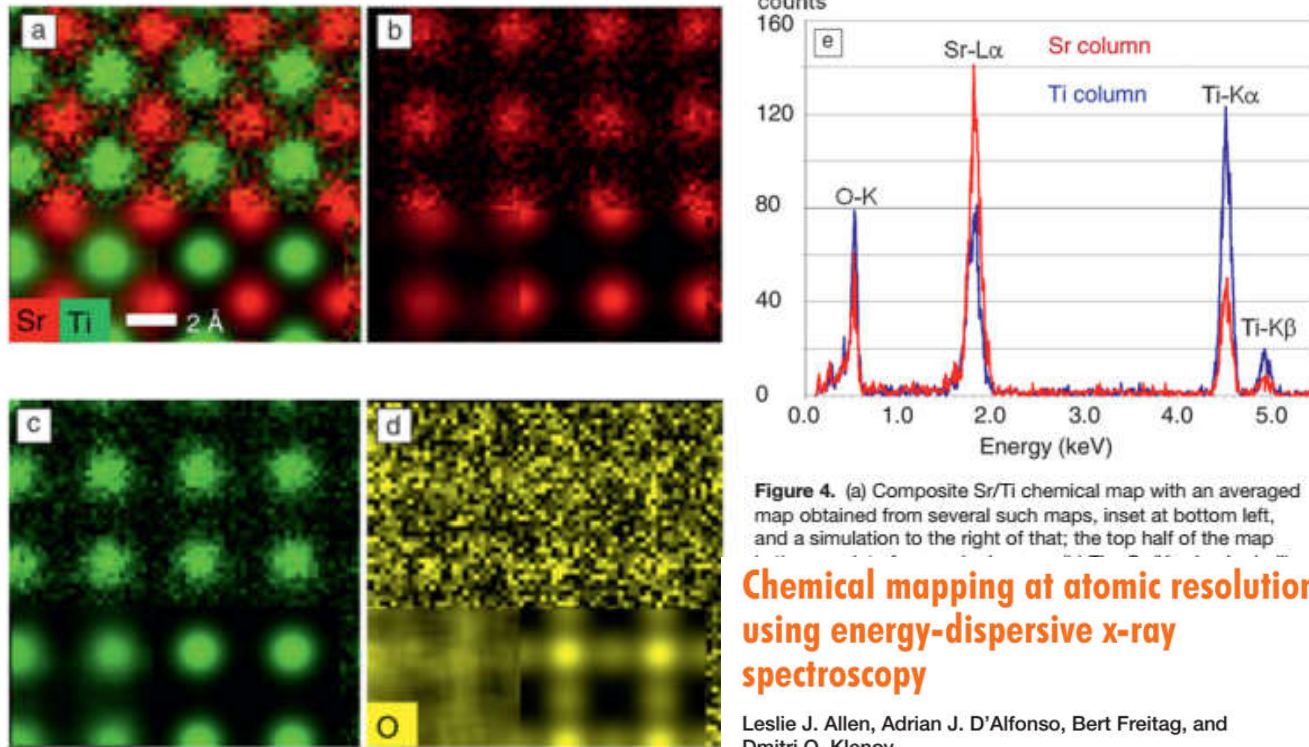 a
Sr Ti 2 Å
b
c
d
O
counts
160
120
80
40
0
e
Sr-Lα
Sr column
Ti column
Ti-Kα
O-K
Ti-Kβ
0.0 1.0 2.0 3.0 4.0 5.0
Energy (keV)
Figure 4. (a) Composite Sr/Ti chemical map with an averaged
map obtained from several such maps, inset at bottom left,
and a simulation to the right of that; the top half of the map
Chemical mapping at atomic resolution
using energy-dispersive x-ray
spectroscopy
Leslie J. Allen, Adrian J. D'Alfonso, Bert Freitag, and
Dmitri O. Klenov